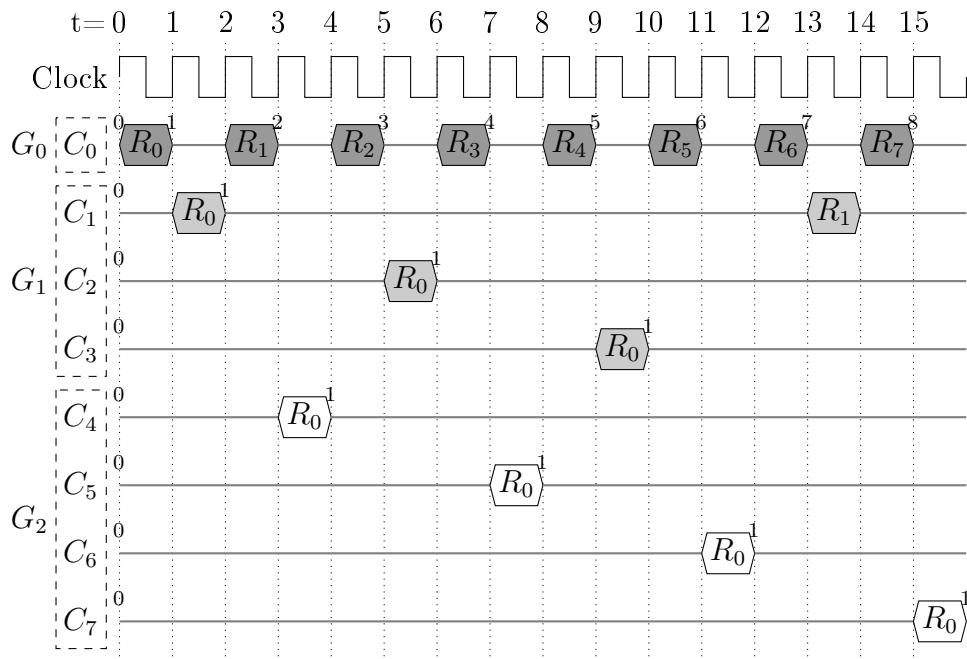 t= 0 1 2 3 4 5 6 7 8 9 10 11 12 13 14 15
Clock
0 1 2 3 4 5 6 7 8
G₀ C₀ R₀ R₁ R₂ R₃ R₄ R₅ R₆ R₇
0 1
C₁ R₀ R₁
0 1
G₁ C₂ R₀
0 1
C₃ R₀
0 1
C₄ R₀
0 1
C₅ R₀
G₂
0 1
C₆ R₀
0 1
C₇ R₀